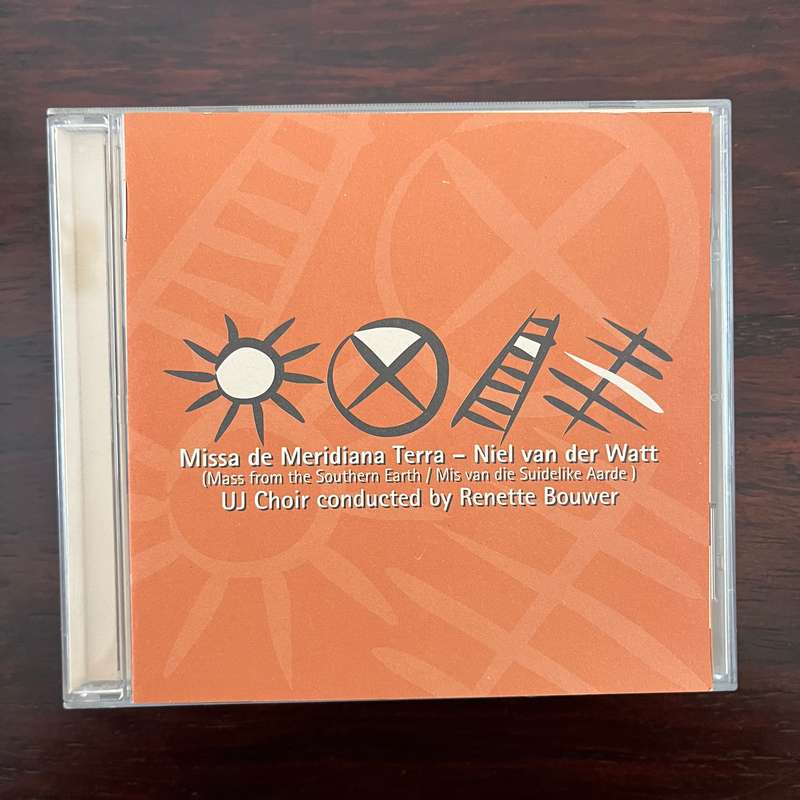 Missa de Meridiana Terra – Niel van der Watt
(Mass from the Southern Earth / Mis van die Suidelike Aarde )
UJ Choir conducted by Renette Bouwer